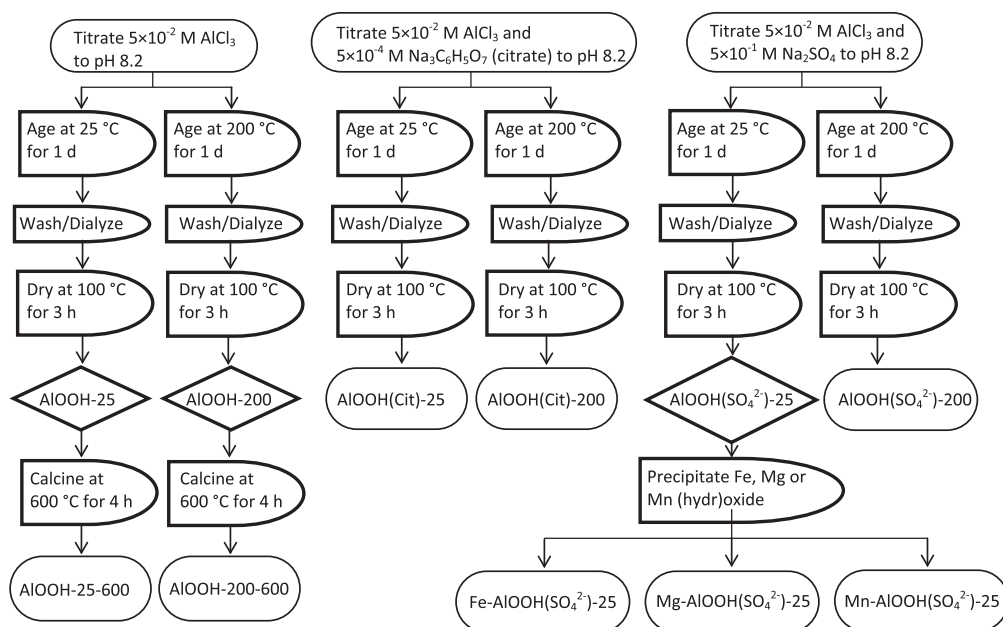 Titrate 5×10⁻² M AlCl₃
to pH 8.2
Titrate 5×10⁻² M AlCl₃ and
5×10⁻⁴ M Na₃C₆H₅O₇ (citrate) to pH 8.2
Titrate 5×10⁻² M AlCl₃ and
5×10⁻¹ M Na₂SO₄ to pH 8.2
Age at 25 °C
for 1 d
Age at 200 °C
for 1 d
Age at 25 °C
for 1 d
Age at 200 °C
for 1 d
Age at 25 °C
for 1 d
Age at 200 °C
for 1 d
Wash/Dialyze
Wash/Dialyze
Wash/Dialyze
Wash/Dialyze
Wash/Dialyze
Wash/Dialyze
Dry at 100 °C
for 3 h
Dry at 100 °C
for 3 h
Dry at 100 °C
for 3 h
Dry at 100 °C
for 3 h
Dry at 100 °C
for 3 h
Dry at 100 °C
for 3 h
AlOOH-25
AlOOH-200
AlOOH(Cit)-25
AlOOH(Cit)-200
AlOOH(SO₄²⁻)-25
AlOOH(SO₄²⁻)-200
Calcine at
600 °C for 4 h
Calcine at
600 °C for 4 h
Precipitate Fe, Mg or
Mn (hydr)oxide
AlOOH-25-600
AlOOH-200-600
Fe-AlOOH(SO₄²⁻)-25
Mg-AlOOH(SO₄²⁻)-25
Mn-AlOOH(SO₄²⁻)-25